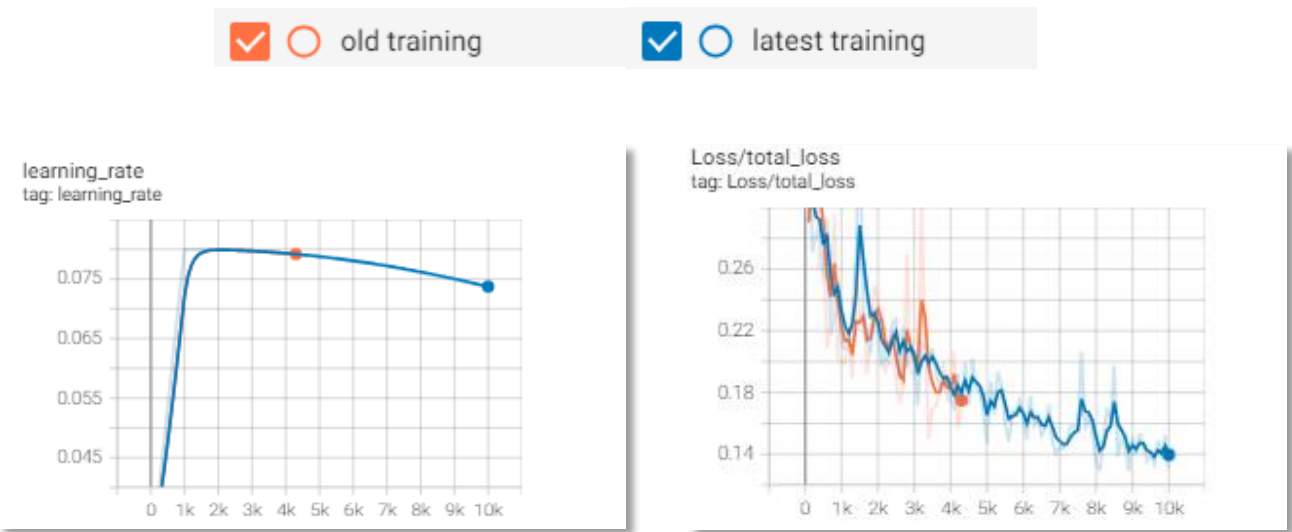 old training
latest training
learning_rate
tag: learning_rate
0.075
0.065
0.055
0.045
0 1k 2k 3k 4k 5k 6k 7k 8k 9k 10k
Loss/total_loss
tag: Loss/total_loss
0.26
0.22
0.18
0.14
0 1k 2k 3k 4k 5k 6k 7k 8k 9k 10k